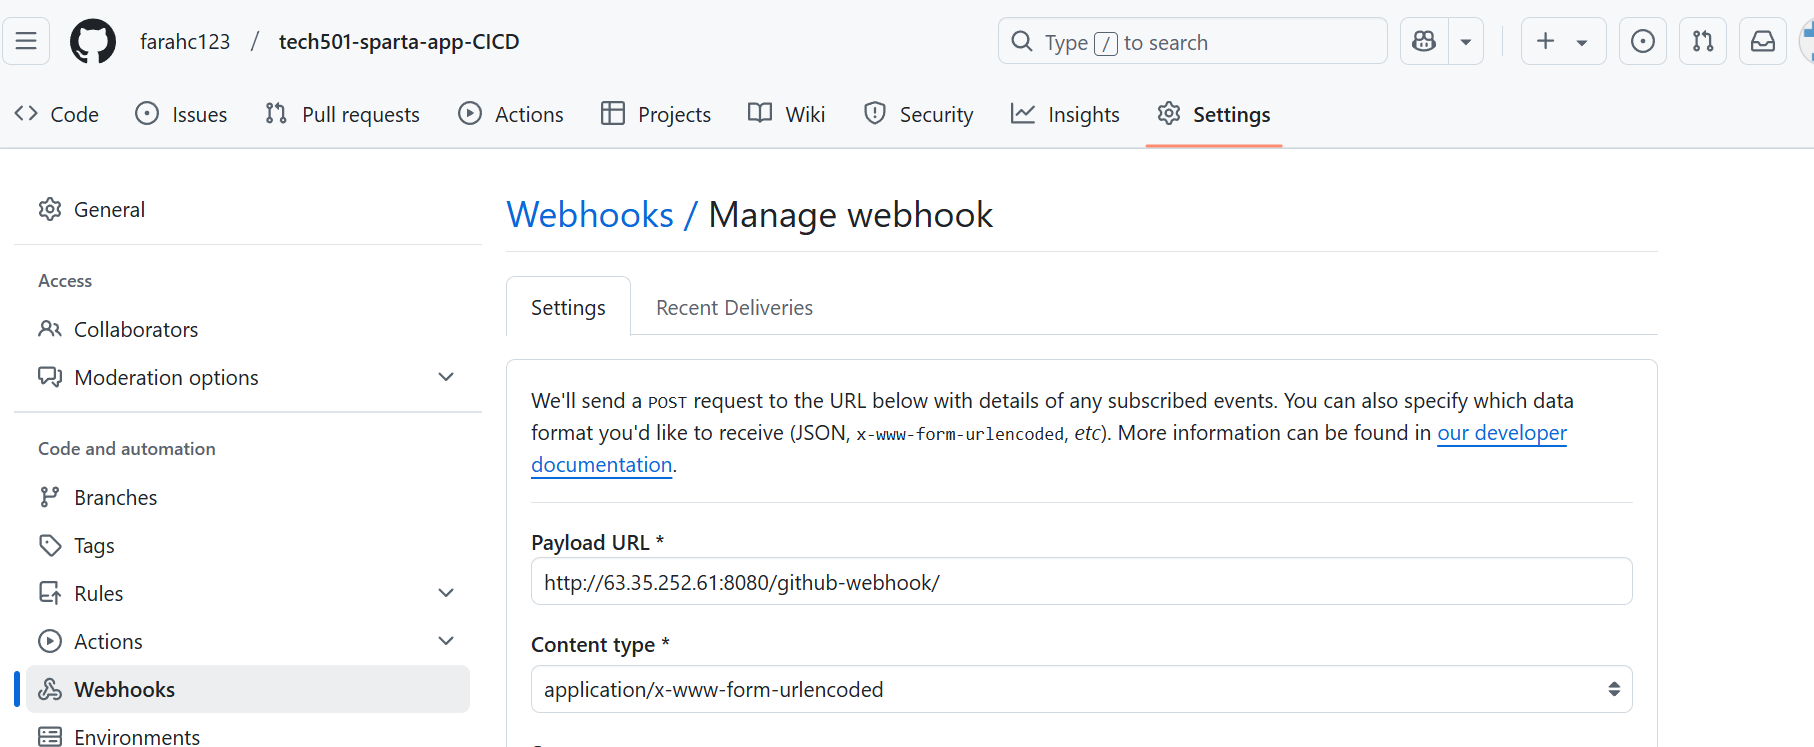 farahc123 / tech501-sparta-app-CICD
Type / to search
Code Issues Pull requests Actions Projects Wiki Security Insights Settings
General
Access
Collaborators
Moderation options
Code and automation
Branches
Tags
Rules
Actions
Webhooks
Environments
Webhooks / Manage webhook
Settings Recent Deliveries
We'll send a POST request to the URL below with details of any subscribed events. You can also specify which data
format you'd like to receive (JSON, x-www-form-urlencoded, etc). More information can be found in our developer
documentation.
Payload URL *
http://63.35.252.61:8080/github-webhook/
Content type *
application/x-www-form-urlencoded